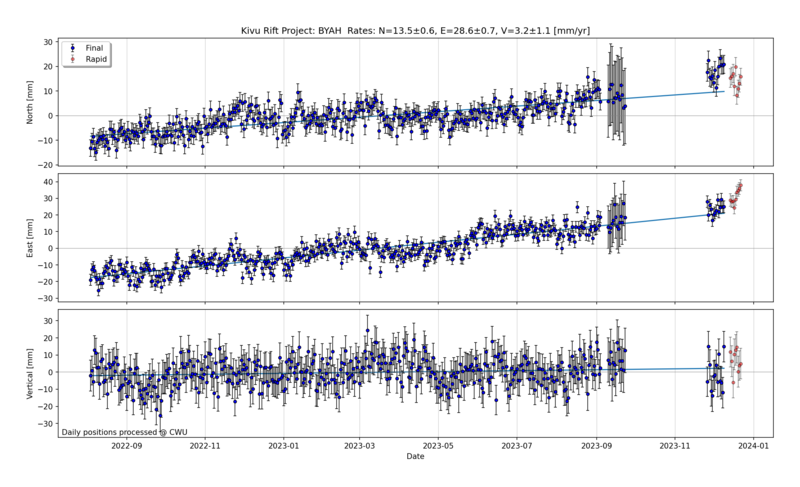 Kivu Rift Project: BYAH  Rates: N=13.5±0.6, E=28.6±0.7, V=3.2±1.1 [mm/yr]
Final
Rapid
North [mm]
30
20
10
0
−10
−20
East [mm]
40
30
20
10
0
−10
−20
−30
Vertical [mm]
30
20
10
0
−10
−20
−30
Daily positions processed @ CWU
2022-09 2022-11 2023-01 2023-03 2023-05 2023-07 2023-09 2023-11 2024-01
Date